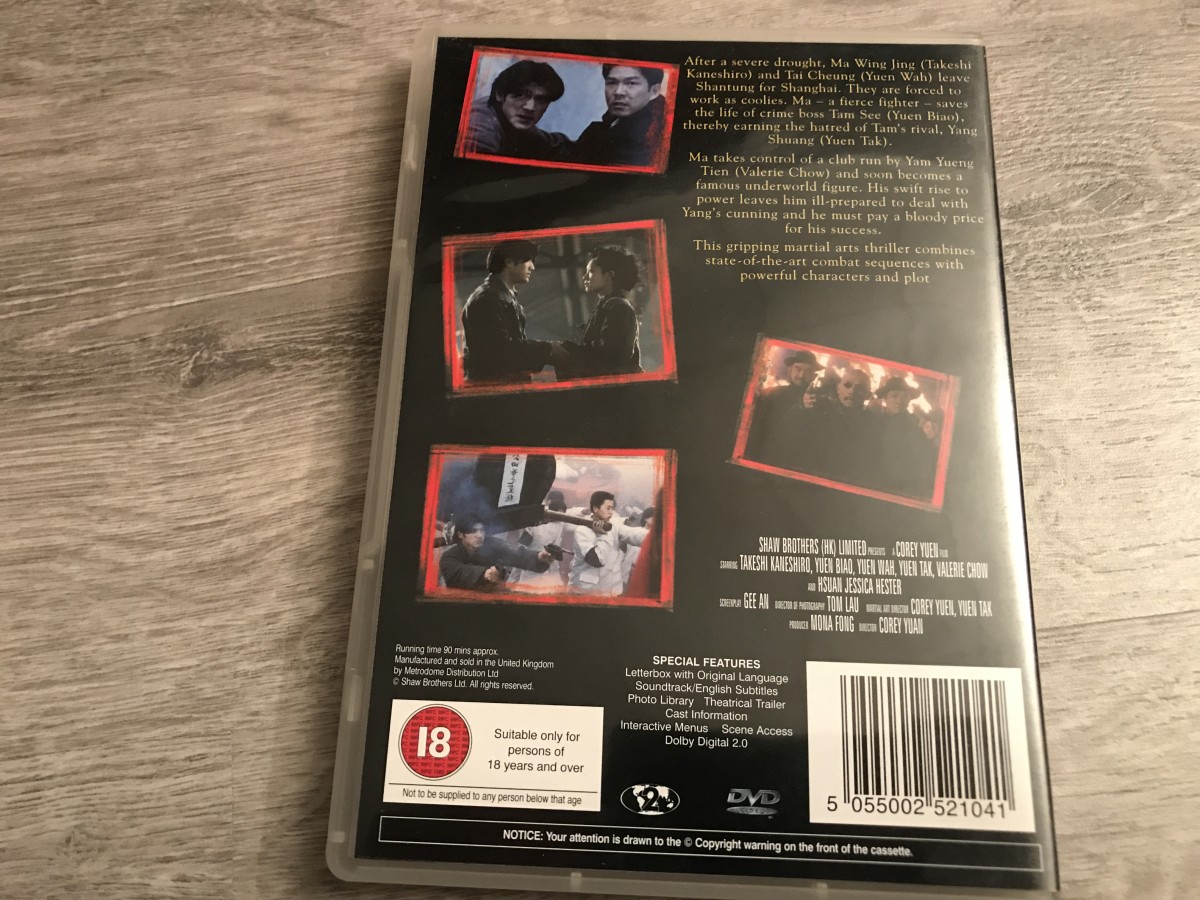 After a severe drought, Ma Wing Jing (Takeshi
Kaneshiro) and Tai Cheung (Yuen Wah) leave
Shantung for Shanghai. They are forced to
work as coolies. Ma – a fierce fighter – saves
the life of crime boss Tam See (Yuen Biao),
thereby earning the hatred of Tam's rival, Yang
Shuang (Yuen Tak).
Ma takes control of a club run by Yam Yueng
Tien (Valerie Chow) and soon becomes a
famous underworld figure. His swift rise to
power leaves him ill-prepared to deal with
Yang's cunning and he must pay a bloody price
for his success.
This gripping martial arts thriller combines
state-of-the-art combat sequences with
powerful characters and plot
SHAW BROTHERS (HK) LIMITED PRESENTS A COREY YUEN FILM
STARRING TAKESHI KANESHIRO, YUEN BIAO, YUEN WAH, YUEN TAK, VALERIE CHOW
AND HSUAN JESSICA HESTER
SCREENPLAY GEE AN DIRECTOR OF PHOTOGRAPHY TOM LAU MARTIAL ART DIRECTOR COREY YUEN, YUEN TAK
PRODUCER MONA FONG DIRECTOR COREY YUAN
Running time 90 mins approx.
Manufactured and sold in the United Kingdom
by Metrodome Distribution Ltd
© Shaw Brothers Ltd. All rights reserved.
SPECIAL FEATURES
Letterbox with Original Language
Soundtrack/English Subtitles
Photo Library Theatrical Trailer
Cast Information
Interactive Menus Scene Access
Dolby Digital 2.0
18
Suitable only for
persons of
18 years and over
Not to be supplied to any person below that age
2
DVD
VIDEO
5 055002 521041
NOTICE: Your attention is drawn to the © Copyright warning on the front of the cassette.